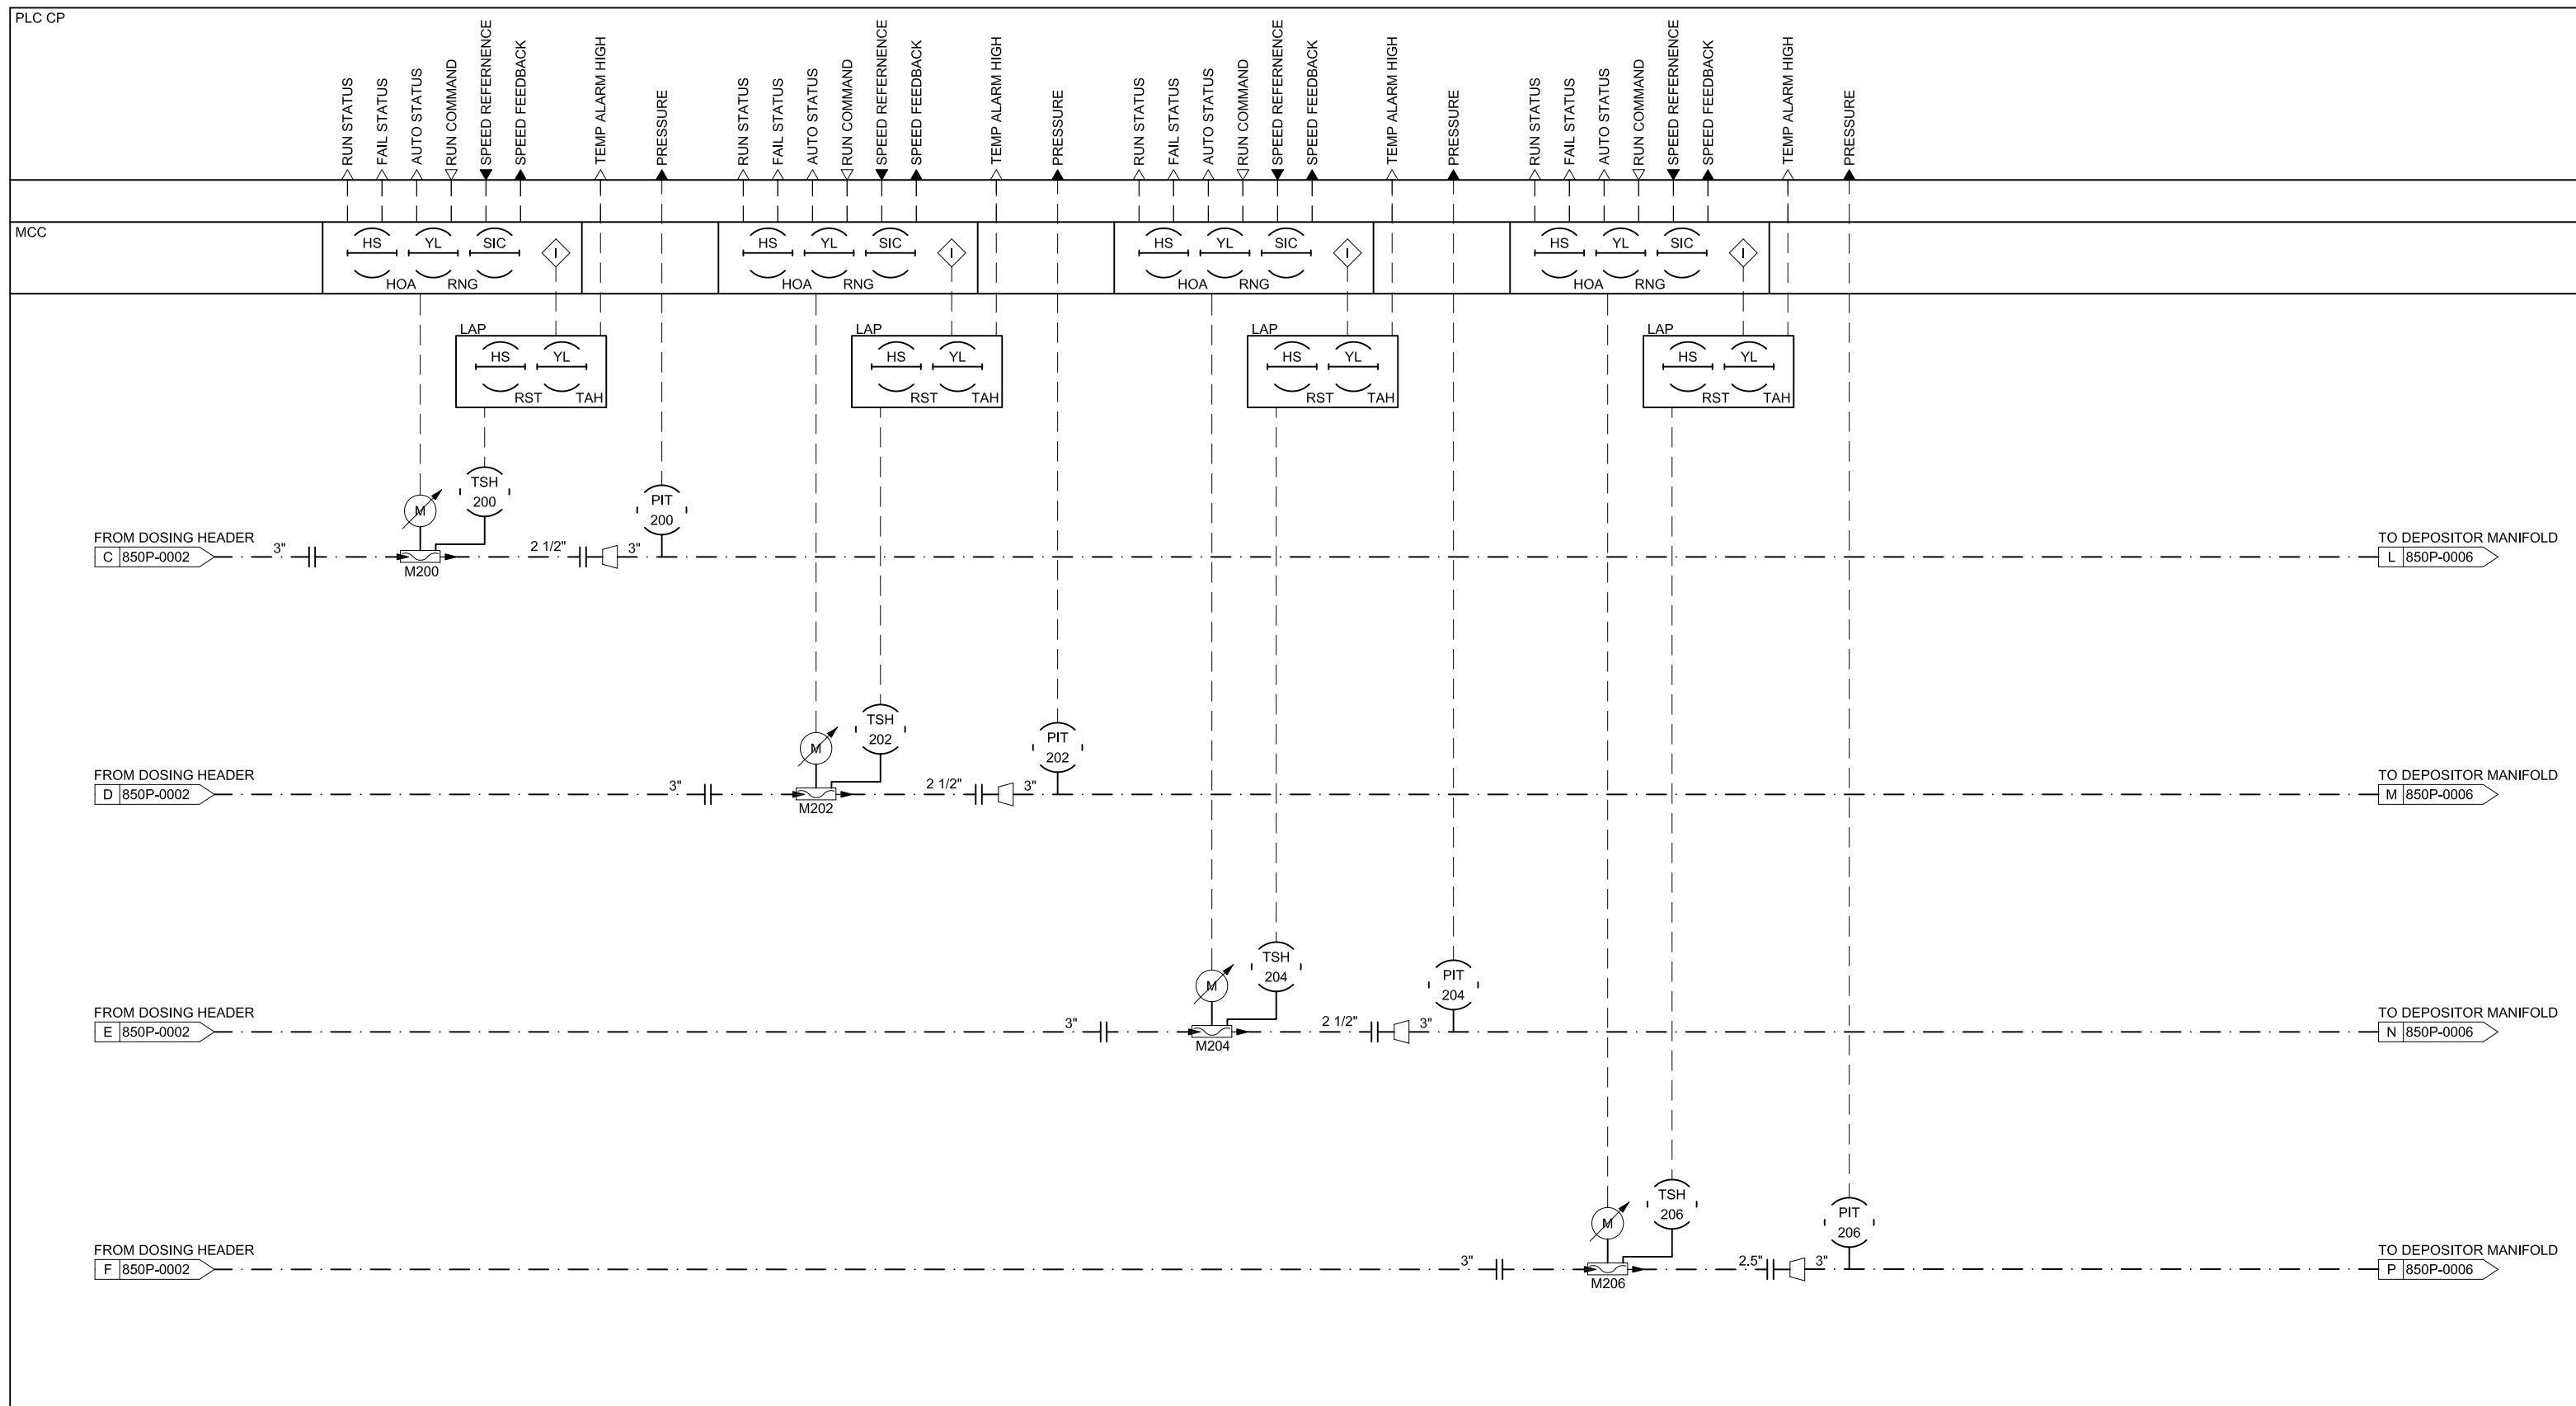 PLC CP
RUN STATUS
FAIL STATUS
AUTO STATUS
RUN COMMAND
SPEED REFERNENCE
SPEED FEEDBACK
TEMP ALARM HIGH
PRESSURE
RUN STATUS
FAIL STATUS
AUTO STATUS
RUN COMMAND
SPEED REFERNENCE
SPEED FEEDBACK
TEMP ALARM HIGH
PRESSURE
RUN STATUS
FAIL STATUS
AUTO STATUS
RUN COMMAND
SPEED REFERNENCE
SPEED FEEDBACK
TEMP ALARM HIGH
PRESSURE
RUN STATUS
FAIL STATUS
AUTO STATUS
RUN COMMAND
SPEED REFERNENCE
SPEED FEEDBACK
TEMP ALARM HIGH
PRESSURE
MCC
HS YL SIC I
HOA RNG
HS YL SIC I
HOA RNG
HS YL SIC I
HOA RNG
HS YL SIC I
HOA RNG
LAP
HS YL
RST TAH
LAP
HS YL
RST TAH
LAP
HS YL
RST TAH
LAP
HS YL
RST TAH
TSH
200
M
PIT
200
FROM DOSING HEADER
C 850P-0002
3"
M200
2 1/2"
3"
TO DEPOSITOR MANIFOLD
L 850P-0006
TSH
202
M
PIT
202
FROM DOSING HEADER
D 850P-0002
3"
M202
2 1/2"
3"
TO DEPOSITOR MANIFOLD
M 850P-0006
TSH
204
M
PIT
204
FROM DOSING HEADER
E 850P-0002
3"
M204
2 1/2"
3"
TO DEPOSITOR MANIFOLD
N 850P-0006
TSH
206
M
PIT
206
FROM DOSING HEADER
F 850P-0002
3"
M206
2.5"
3"
TO DEPOSITOR MANIFOLD
P 850P-0006